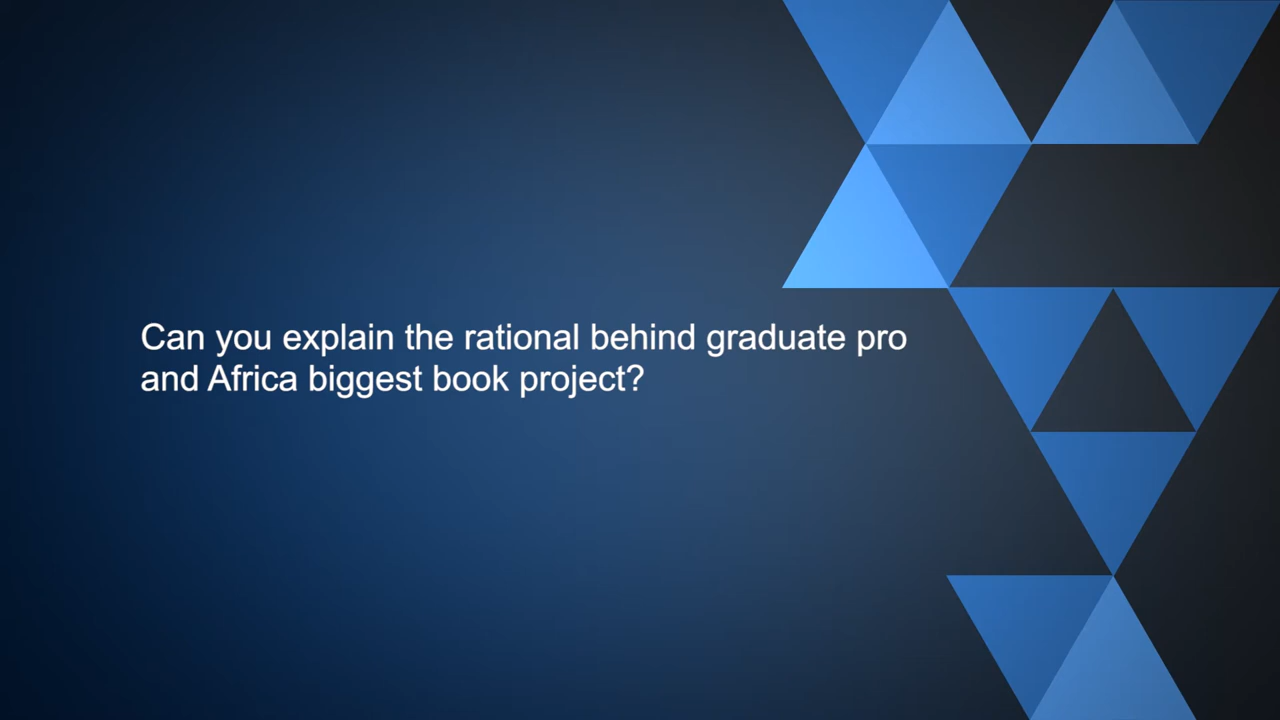 Can you explain the rational behind graduate pro
and Africa biggest book project?